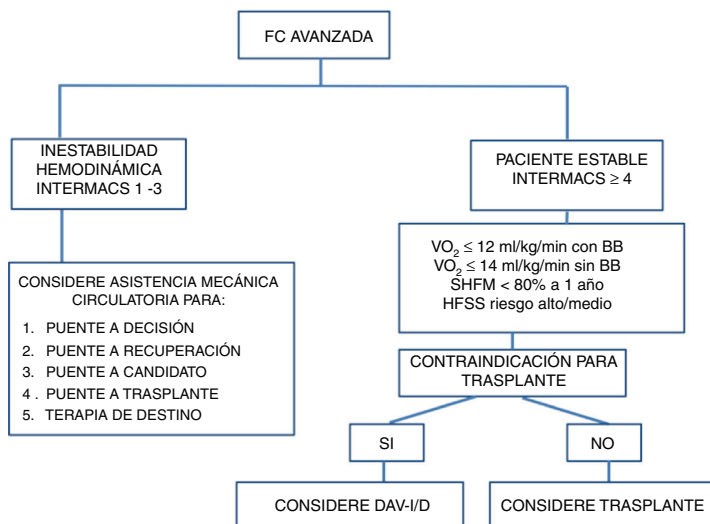 FC AVANZADA
INESTABILIDAD
HEMODINÁMICA
INTERMACS 1 -3
PACIENTE ESTABLE
INTERMACS ≥ 4
CONSIDERE ASISTENCIA MECÁNICA
CIRCULATORIA PARA:
1. PUENTE A DECISIÓN
2. PUENTE A RECUPERACIÓN
3. PUENTE A CANDIDATO
4 . PUENTE A TRASPLANTE
5. TERAPIA DE DESTINO
VO₂ ≤ 12 ml/kg/min con BB
VO₂ ≤ 14 ml/kg/min sin BB
SHFM < 80% a 1 año
HFSS riesgo alto/medio
CONTRAINDICACIÓN PARA
TRASPLANTE
SI
NO
CONSIDERE DAV-I/D
CONSIDERE TRASPLANTE